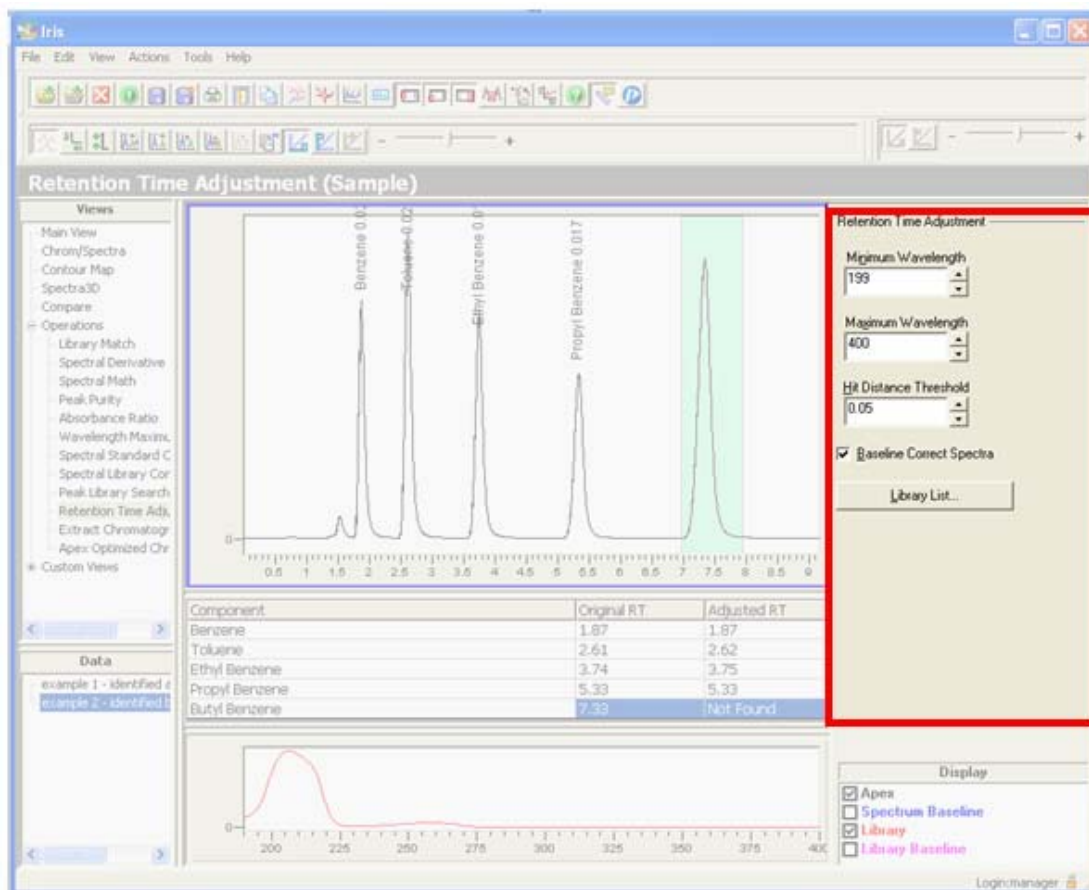 Iris
File Edit View Actions Tools Help
Retention Time Adjustment (Sample)
Views
Main View
Chrom/Spectra
Contour Map
Spectra3D
Compare
Operations
Library Match
Spectral Derivative
Spectral Math
Peak Purity
Absorbance Ratio
Wavelength Maximu
Spectral Standard C
Spectral Library Cor
Peak Library Search
Retention Time Adju
Extract Chromatogr
Apex Optimized Chr
Custom Views
Data
example 1 - identified a
example 2 - identified b
Benzene
Toluene 0.02
Ethyl Benzene
Propyl Benzene 0.017
0
0.5 1 1.5 2 2.5 3 3.5 4 4.5 5 5.5 6 6.5 7 7.5 8 8.5 9
Component Original RT Adjusted RT
Benzene 1.87 1.87
Toluene 2.61 2.62
Ethyl Benzene 3.74 3.75
Propyl Benzene 5.33 5.33
Butyl Benzene 7.33 Not Found
0
200 225 250 275 300 325 350 375 400
Retention Time Adjustment
Minimum Wavelength
199
Maximum Wavelength
400
Hit Distance Threshold
0.05
Baseline Correct Spectra
Library List...
Display
Apex
Spectrum Baseline
Library
Library Baseline
Login:manager